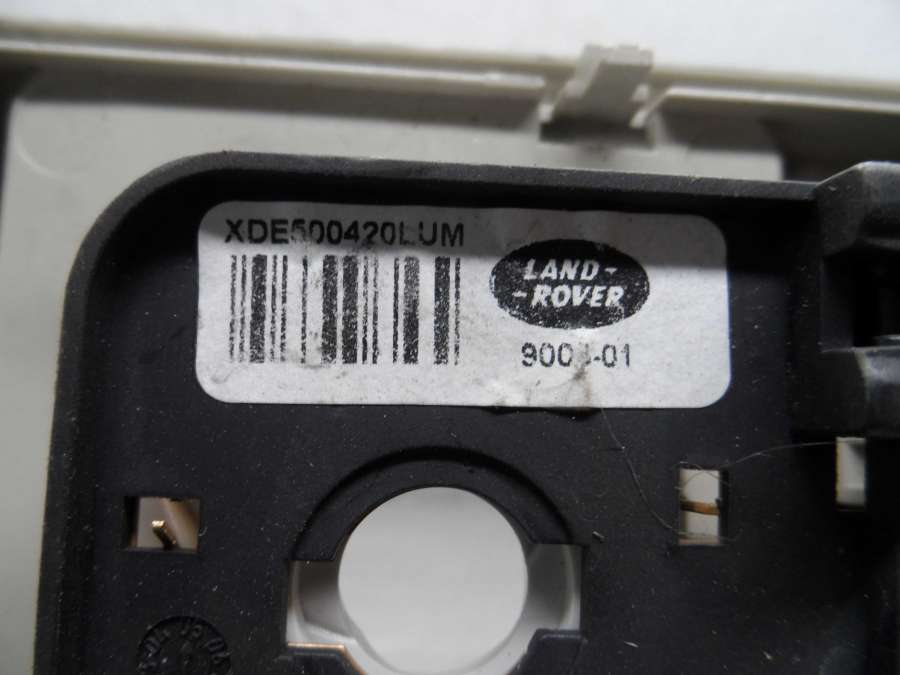 XDE500420LUM
LAND-
-ROVER